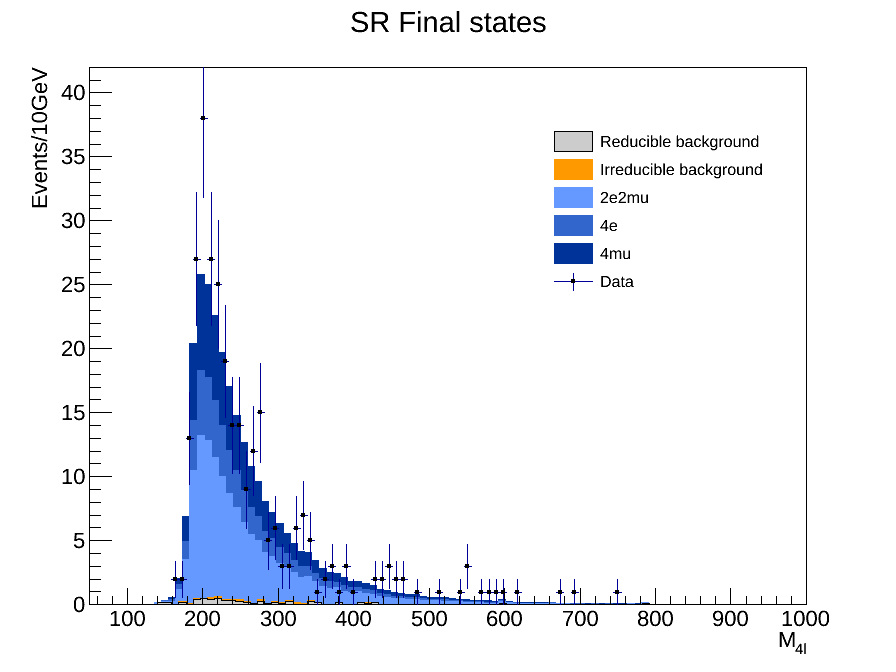 SR Final states
Events/10GeV
40
35
30
25
20
15
10
5
0
Reducible background
Irreducible background
2e2mu
4e
4mu
Data
100 200 300 400 500 600 700 800 900 1000
M4l